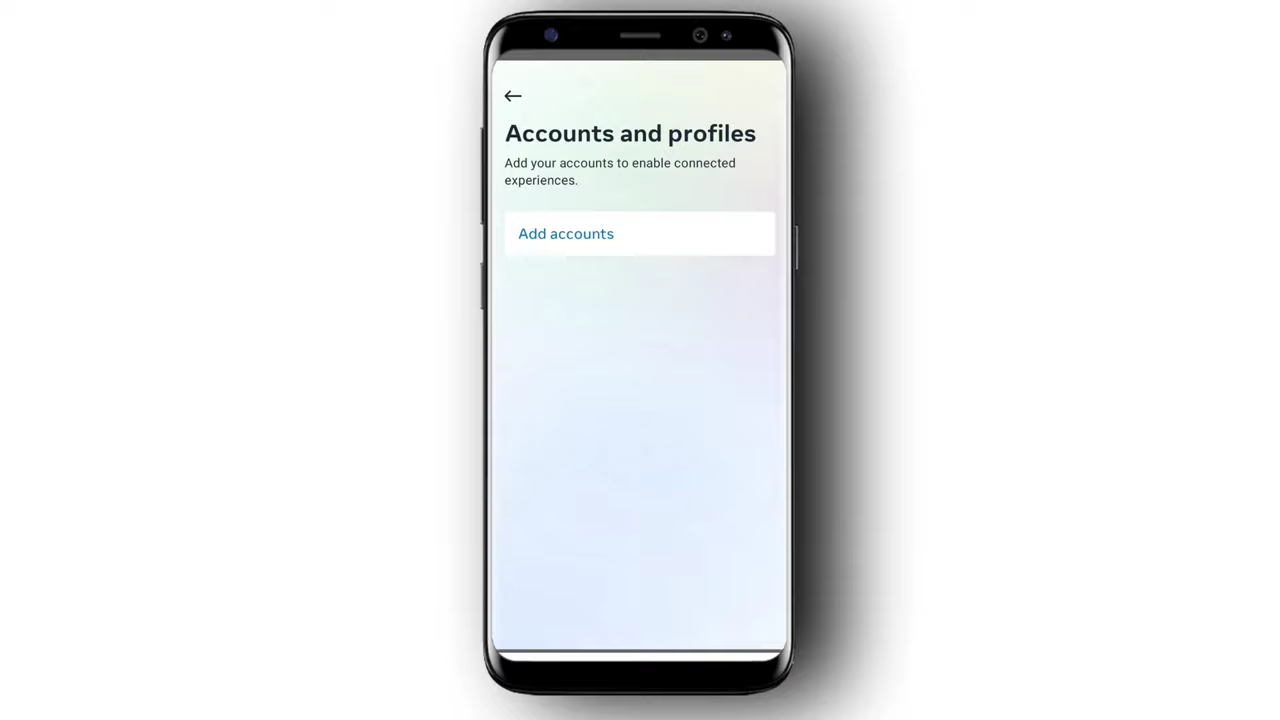 Accounts and profiles
Add your accounts to enable connected
experiences.
Add accounts